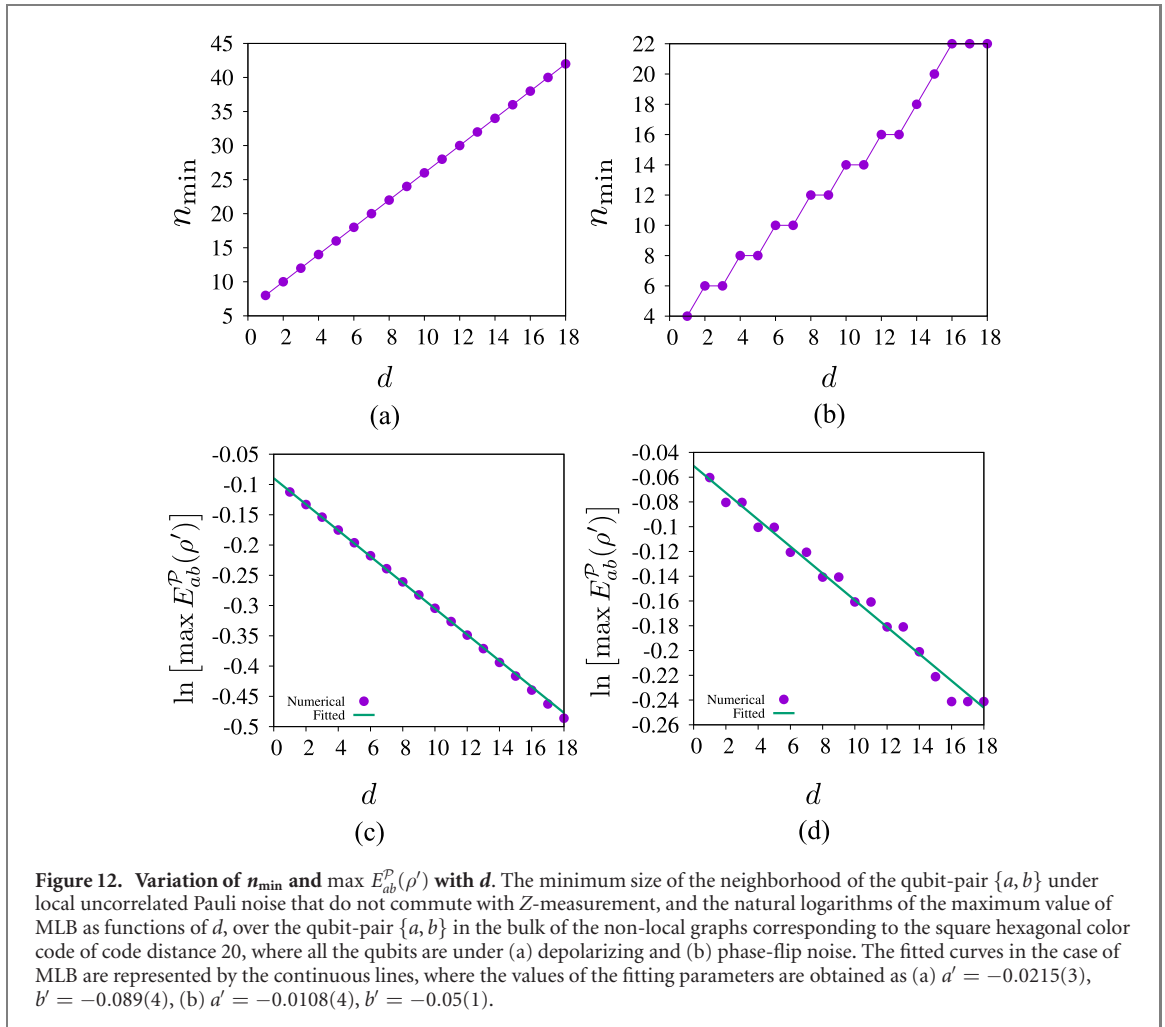 45
40
35
30
25
20
15
10
5
n_min
0 2 4 6 8 10 12 14 16 18
d
(a)
22
20
18
16
14
12
10
8
6
4
n_min
0 2 4 6 8 10 12 14 16 18
d
(b)
-0.05
-0.1
-0.15
-0.2
-0.25
-0.3
-0.35
-0.4
-0.45
-0.5
ln [max E_{ab}^{𝒫}(ρ′)]
Numerical
Fitted
0 2 4 6 8 10 12 14 16 18
d
(c)
-0.04
-0.06
-0.08
-0.1
-0.12
-0.14
-0.16
-0.18
-0.2
-0.22
-0.24
-0.26
ln [max E_{ab}^{𝒫}(ρ′)]
Numerical
Fitted
0 2 4 6 8 10 12 14 16 18
d
(d)
Figure 12. Variation of n_min and max E_{ab}^{𝒫}(ρ′) with d. The minimum size of the neighborhood of the qubit-pair {a, b} under
local uncorrelated Pauli noise that do not commute with Z-measurement, and the natural logarithms of the maximum value of
MLB as functions of d, over the qubit-pair {a, b} in the bulk of the non-local graphs corresponding to the square hexagonal color
code of code distance 20, where all the qubits are under (a) depolarizing and (b) phase-flip noise. The fitted curves in the case of
MLB are represented by the continuous lines, where the values of the fitting parameters are obtained as (a) a′ = −0.0215(3),
b′ = −0.089(4), (b) a′ = −0.0108(4), b′ = −0.05(1).